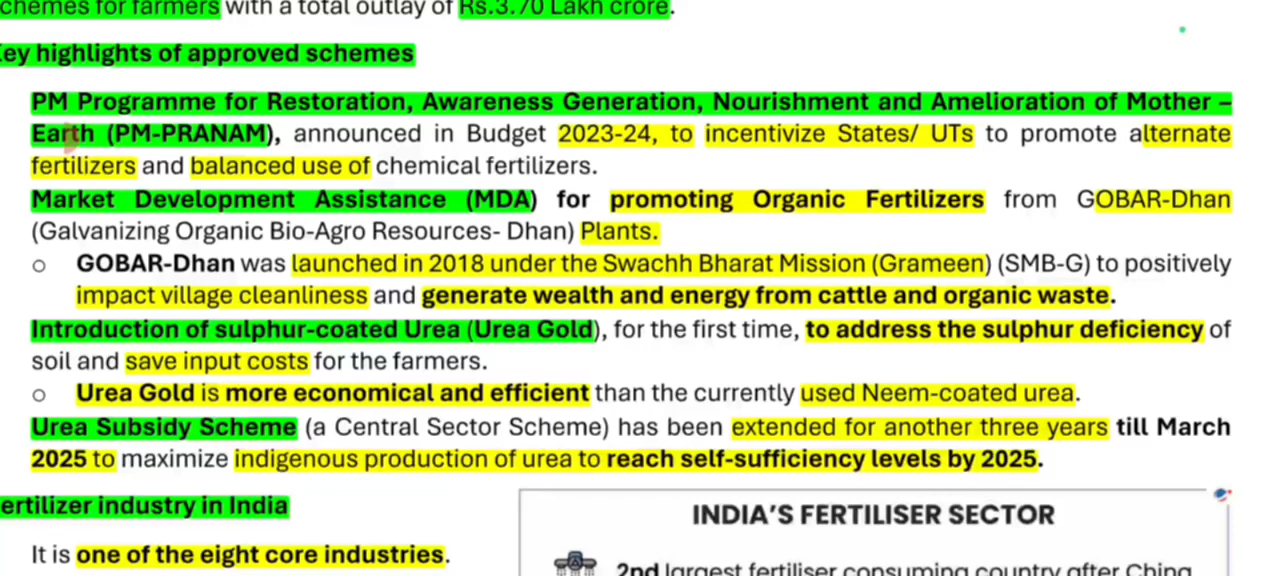 chemes for farmers with a total outlay of Rs.3.70 Lakh crore.
ey highlights of approved schemes
PM Programme for Restoration, Awareness Generation, Nourishment and Amelioration of Mother –
Earth (PM-PRANAM), announced in Budget 2023-24, to incentivize States/ UTs to promote alternate
fertilizers and balanced use of chemical fertilizers.
Market Development Assistance (MDA) for promoting Organic Fertilizers from GOBAR-Dhan
(Galvanizing Organic Bio-Agro Resources- Dhan) Plants.
o GOBAR-Dhan was launched in 2018 under the Swachh Bharat Mission (Grameen) (SMB-G) to positively
impact village cleanliness and generate wealth and energy from cattle and organic waste.
Introduction of sulphur-coated Urea (Urea Gold), for the first time, to address the sulphur deficiency of
soil and save input costs for the farmers.
o Urea Gold is more economical and efficient than the currently used Neem-coated urea.
Urea Subsidy Scheme (a Central Sector Scheme) has been extended for another three years till March
2025 to maximize indigenous production of urea to reach self-sufficiency levels by 2025.
ertilizer industry in India
It is one of the eight core industries.
INDIA'S FERTILISER SECTOR
2nd largest fertiliser consuming country after China